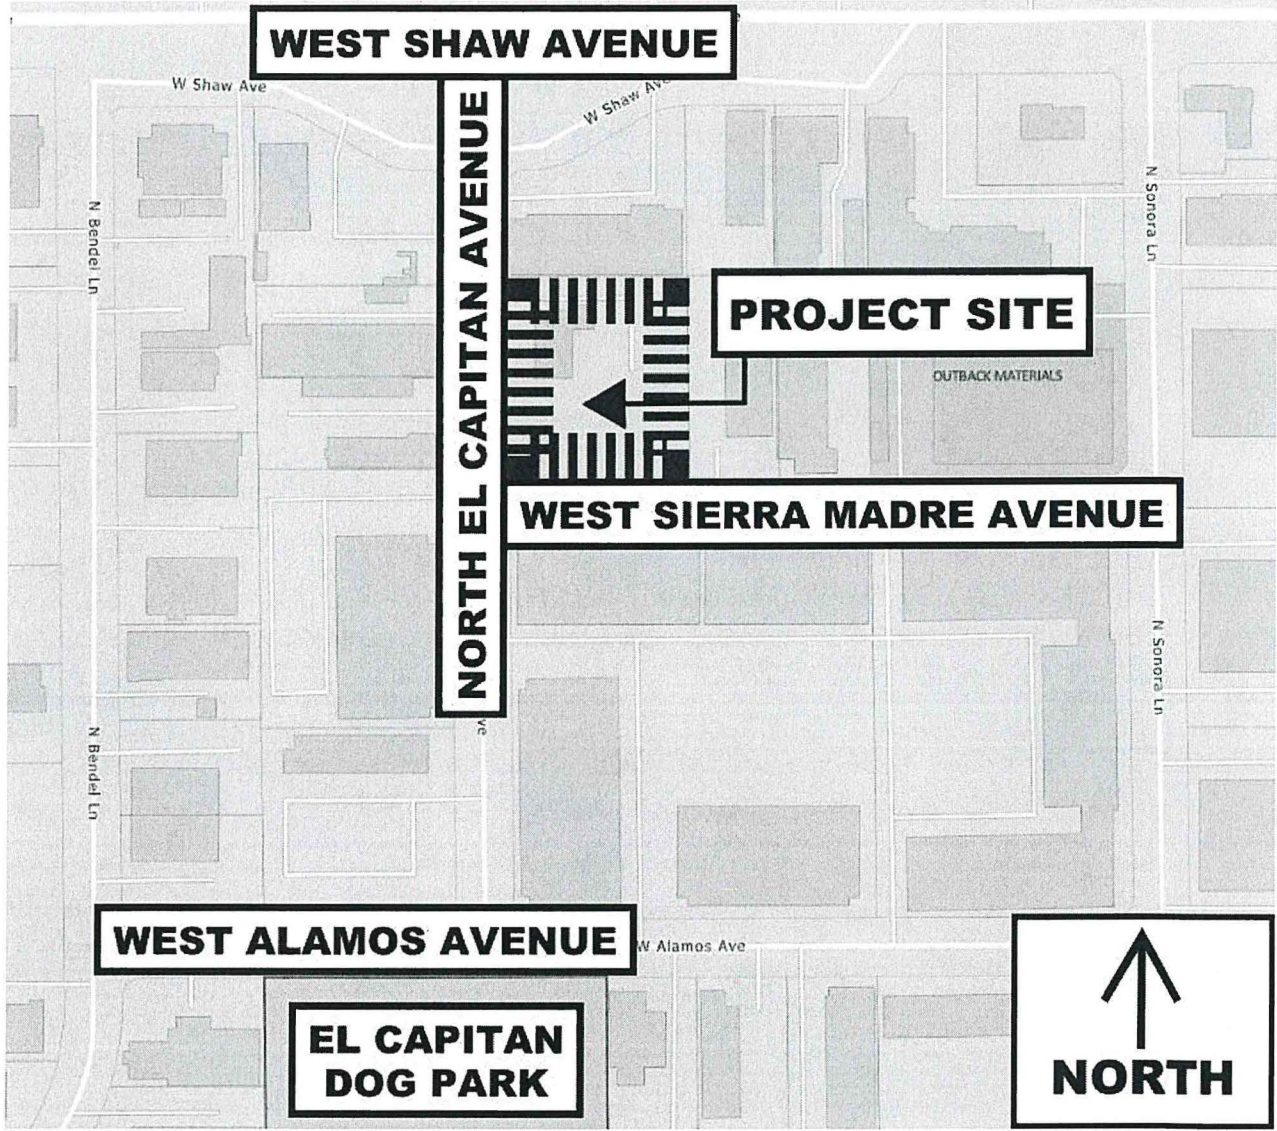 WEST SHAW AVENUE
W Shaw Ave
W Shaw Ave
NORTH EL CAPITAN AVENUE
N Bendel Ln
N Sonora Ln
PROJECT SITE
OUTBACK MATERIALS
WEST SIERRA MADRE AVENUE
N Sonora Ln
ve
N Bendel Ln
WEST ALAMOS AVENUE
W Alamos Ave
EL CAPITAN
DOG PARK
NORTH